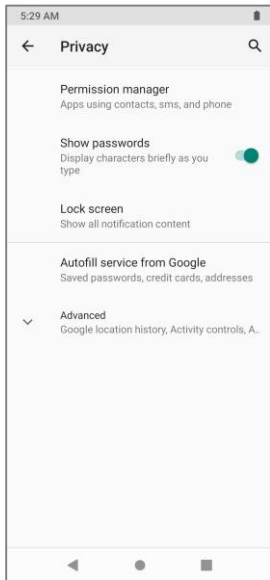 5:29 AM
Privacy
Permission manager
Apps using contacts, sms, and phone
Show passwords
Display characters briefly as you
type
Lock screen
Show all notification content
Autofill service from Google
Saved passwords, credit cards, addresses
Advanced
Google location history, Activity controls, A..